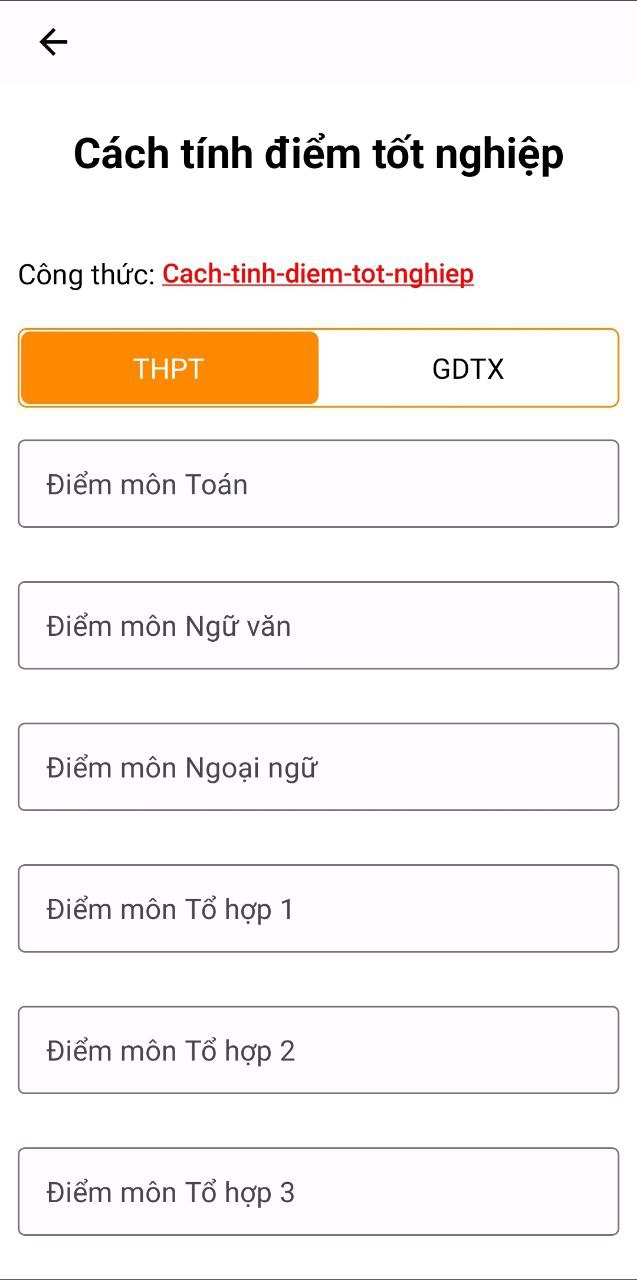 Cách tính điểm tốt nghiệp
Công thức: Cach-tinh-diem-tot-nghiep
THPT GDTX
Điểm môn Toán
Điểm môn Ngữ văn
Điểm môn Ngoại ngữ
Điểm môn Tổ hợp 1
Điểm môn Tổ hợp 2
Điểm môn Tổ hợp 3